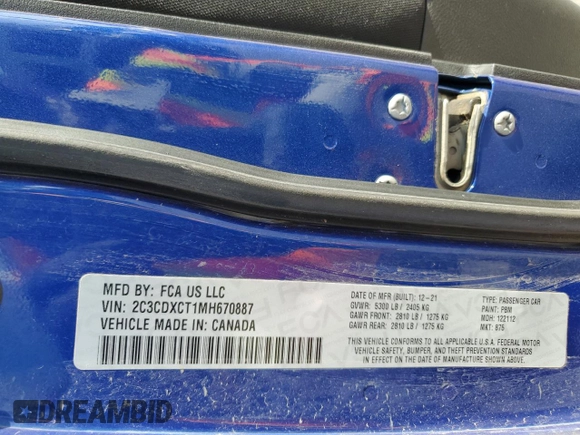 MFD BY: FCA US LLC
VIN: 2C3CDXCT1MH670887
VEHICLE MADE IN: CANADA
DATE OF MFR (BUILT): 12-21
GVWR: 5300 LB / 2405 KG
GAWR FRONT: 2810 LB / 1275 KG
GAWR REAR: 2810 LB / 1275 KG
TYPE: PASSENGER CAR
PAINT: PBM
MDH: 122112
MKT: 875
THIS VEHICLE CONFORMS TO ALL APPLICABLE U.S.A. FEDERAL MOTOR
VEHICLE SAFETY, BUMPER, AND THEFT PREVENTION STANDARDS
IN EFFECT ON THE DATE OF MANUFACTURE SHOWN ABOVE.
DREAMBID